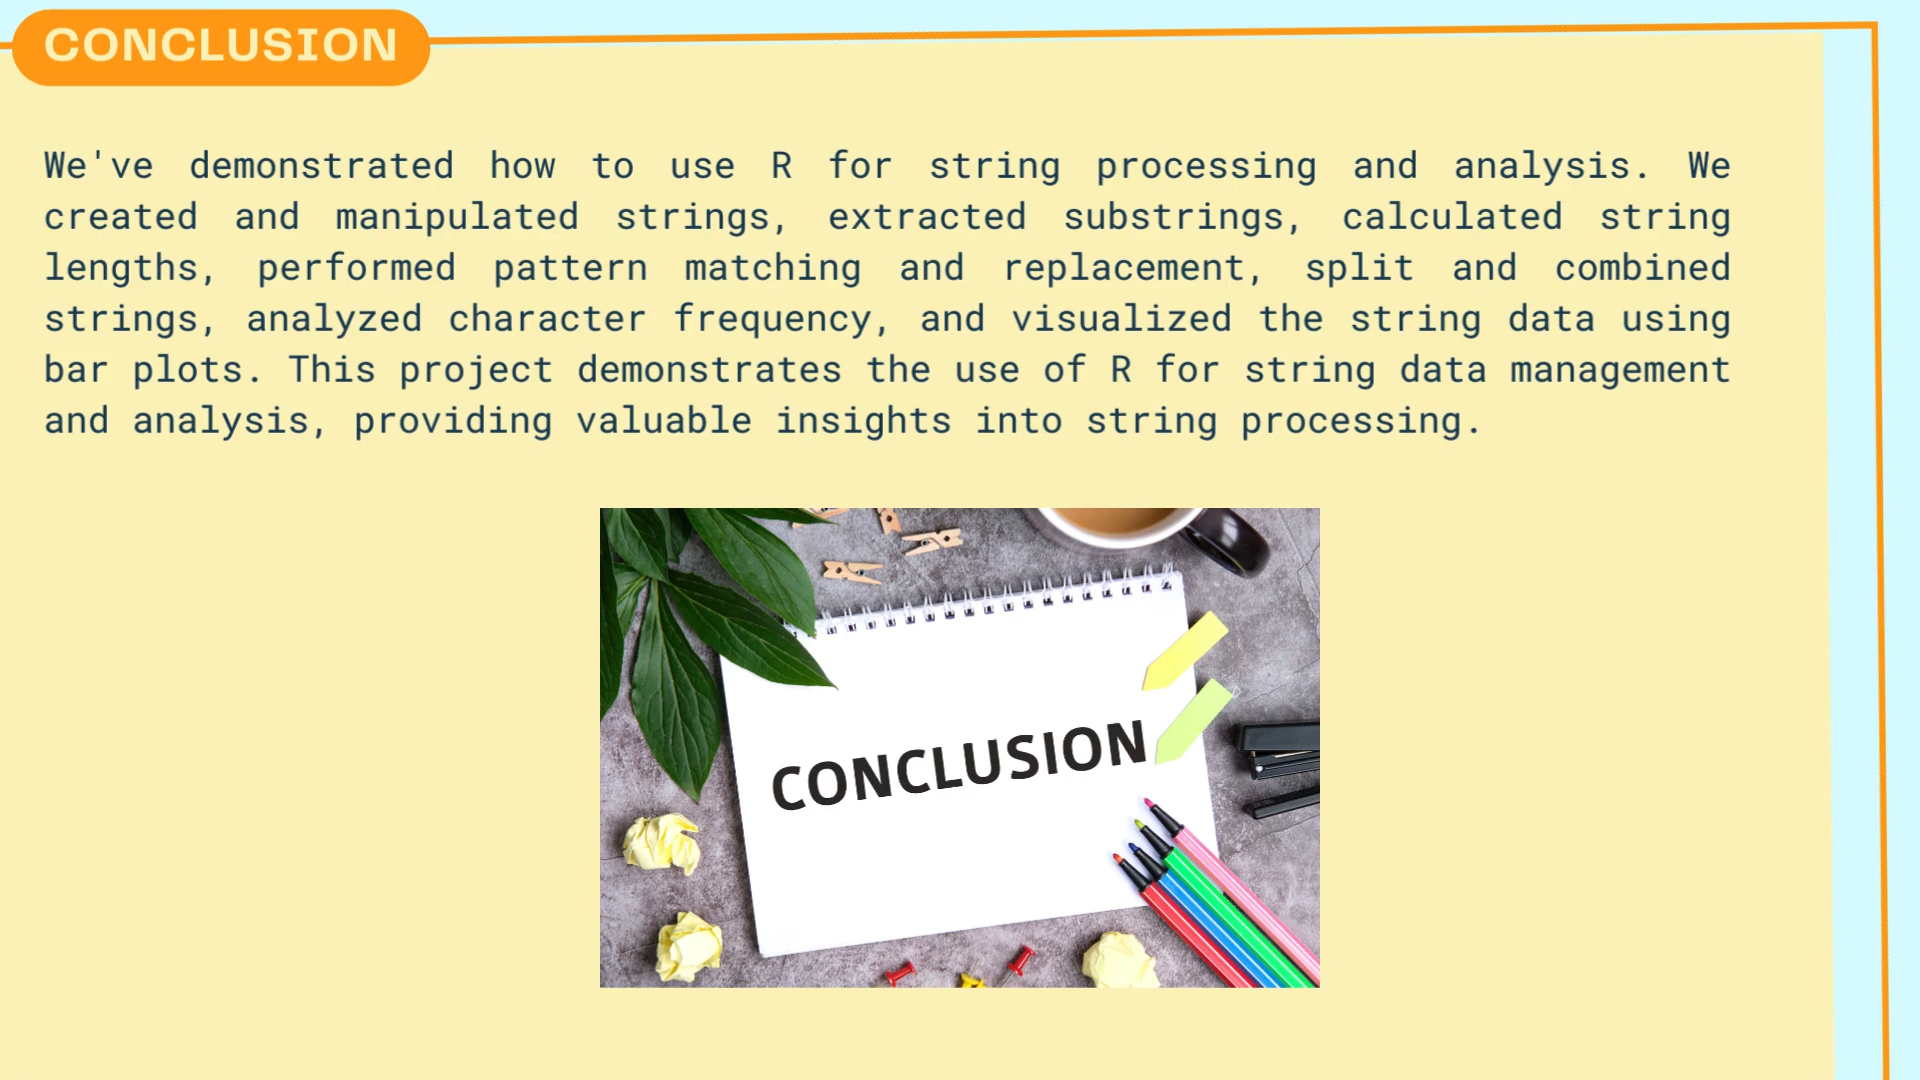 CONCLUSION
We've demonstrated how to use R for string processing and analysis. We
created and manipulated strings, extracted substrings, calculated string
lengths, performed pattern matching and replacement, split and combined
strings, analyzed character frequency, and visualized the string data using
bar plots. This project demonstrates the use of R for string data management
and analysis, providing valuable insights into string processing.
CONCLUSION